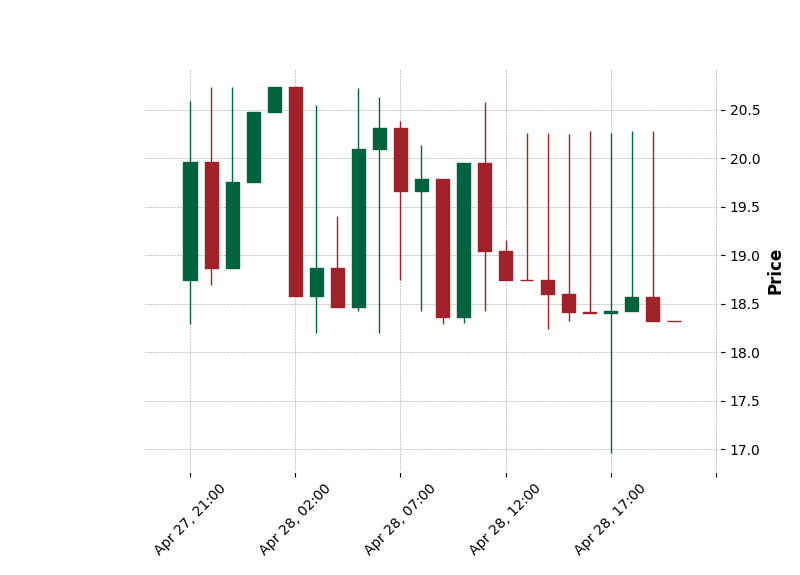 20.5
20.0
19.5
19.0
18.5
18.0
17.5
17.0
Price
Apr 27, 21:00
Apr 28, 02:00
Apr 28, 07:00
Apr 28, 12:00
Apr 28, 17:00